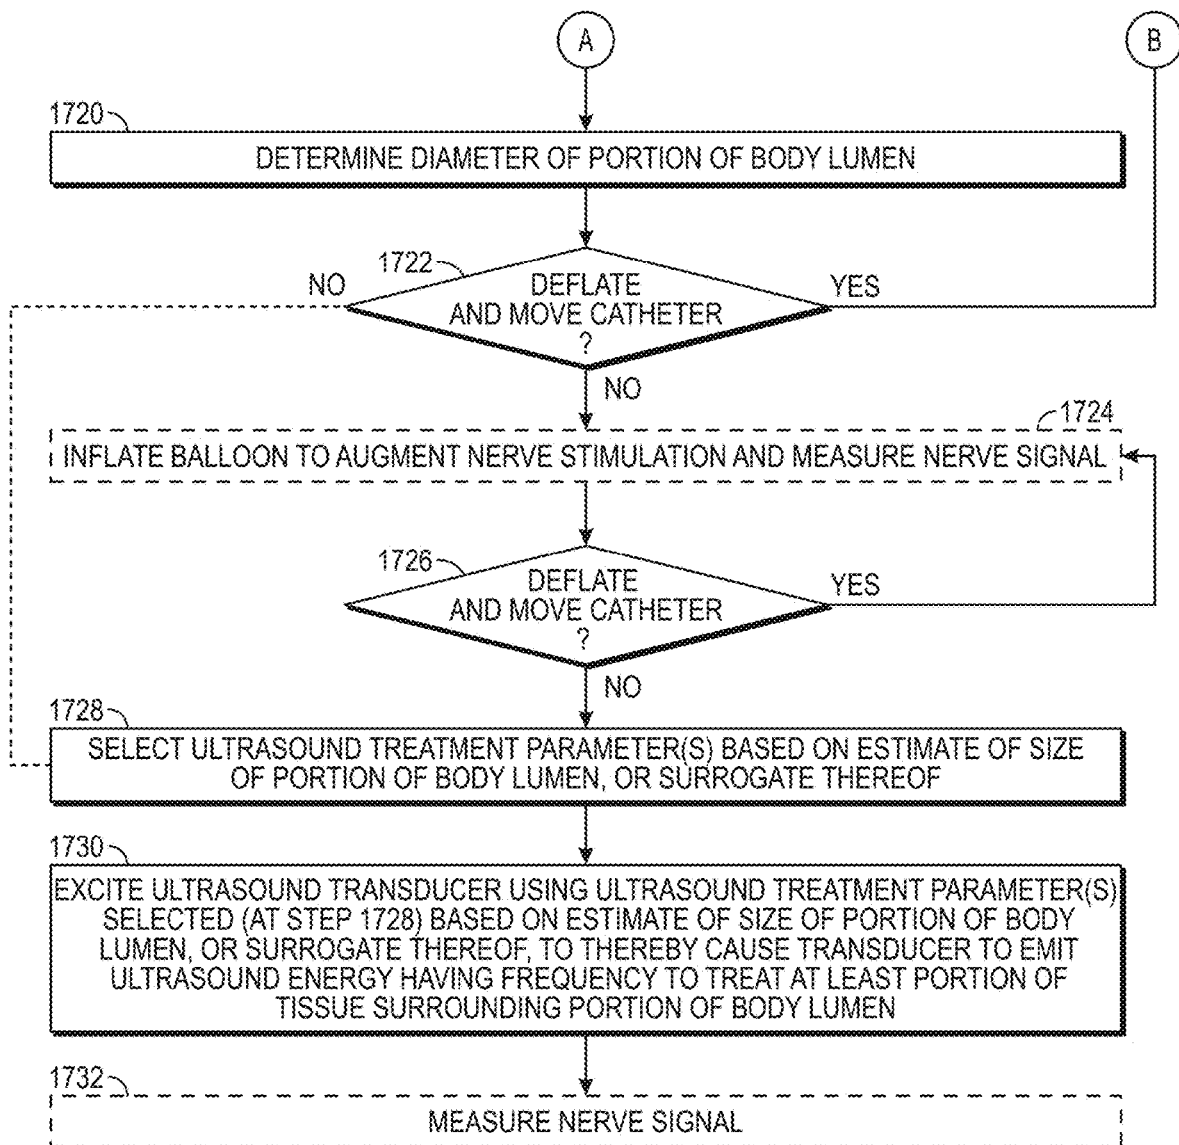 A
B
1720
DETERMINE DIAMETER OF PORTION OF BODY LUMEN
1722
NO
DEFLATE
AND MOVE CATHETER
?
YES
NO
1724
INFLATE BALLOON TO AUGMENT NERVE STIMULATION AND MEASURE NERVE SIGNAL
1726
DEFLATE
AND MOVE CATHETER
?
YES
NO
1728
SELECT ULTRASOUND TREATMENT PARAMETER(S) BASED ON ESTIMATE OF SIZE
OF PORTION OF BODY LUMEN, OR SURROGATE THEREOF
1730
EXCITE ULTRASOUND TRANSDUCER USING ULTRASOUND TREATMENT PARAMETER(S)
SELECTED (AT STEP 1728) BASED ON ESTIMATE OF SIZE OF PORTION OF BODY
LUMEN, OR SURROGATE THEREOF, TO THEREBY CAUSE TRANSDUCER TO EMIT
ULTRASOUND ENERGY HAVING FREQUENCY TO TREAT AT LEAST PORTION OF
TISSUE SURROUNDING PORTION OF BODY LUMEN
1732
MEASURE NERVE SIGNAL